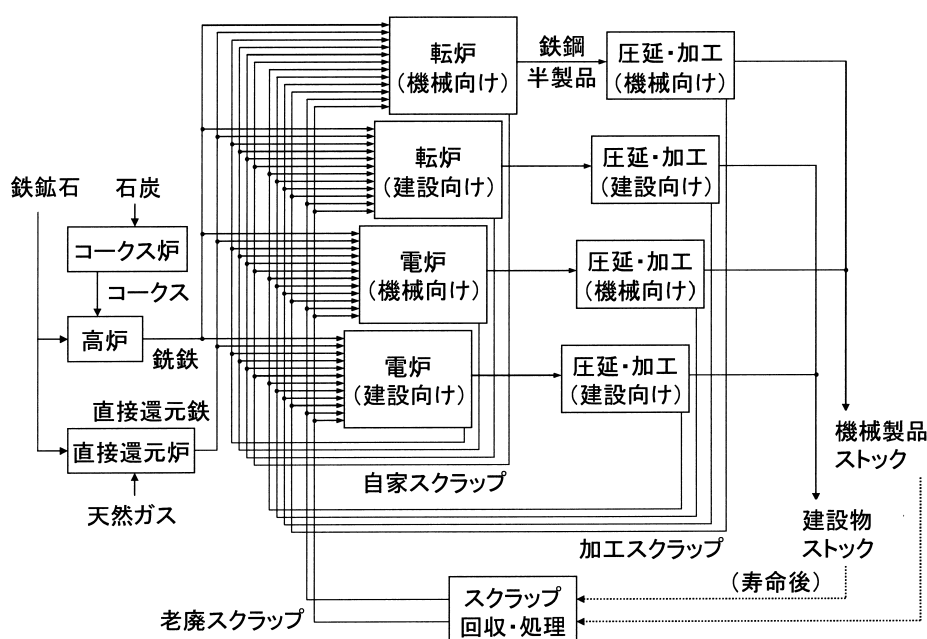 転炉
(機械向け)
鉄鋼
半製品
圧延・加工
(機械向け)
転炉
(建設向け)
圧延・加工
(建設向け)
鉄鉱石
石炭
コークス炉
コークス
高炉
銑鉄
電炉
(機械向け)
圧延・加工
(機械向け)
電炉
(建設向け)
圧延・加工
(建設向け)
直接還元鉄
直接還元炉
天然ガス
自家スクラップ
機械製品
ストック
加工スクラップ
建設物
ストック
(寿命後)
老廃スクラップ
スクラップ
回収・処理